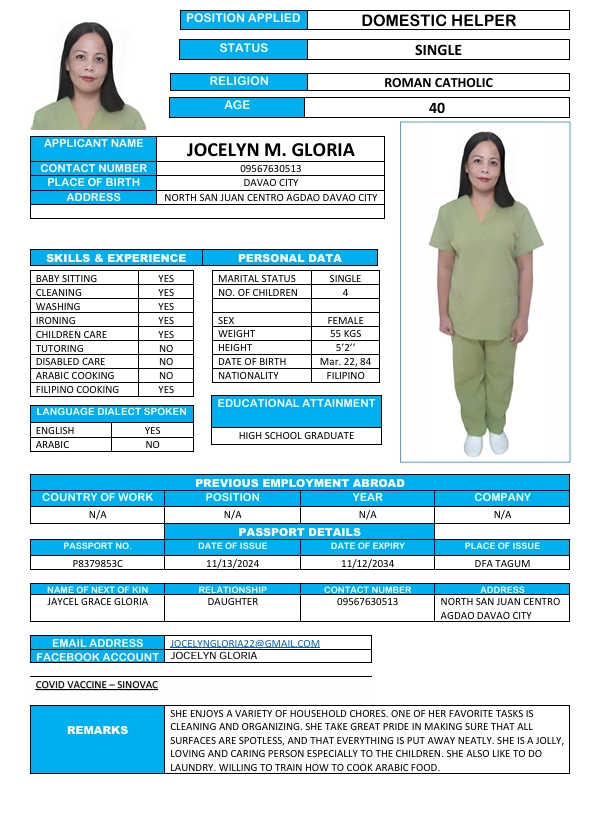 POSITION APPLIED DOMESTIC HELPER
STATUS SINGLE
RELIGION ROMAN CATHOLIC
AGE 40
APPLICANT NAME JOCELYN M. GLORIA
CONTACT NUMBER 09567630513
PLACE OF BIRTH DAVAO CITY
ADDRESS NORTH SAN JUAN CENTRO AGDAO DAVAO CITY
SKILLS & EXPERIENCE PERSONAL DATA
BABY SITTING YES
CLEANING YES
WASHING YES
IRONING YES
CHILDREN CARE YES
TUTORING NO
DISABLED CARE NO
ARABIC COOKING NO
FILIPINO COOKING YES
MARITAL STATUS SINGLE
NO. OF CHILDREN 4
SEX FEMALE
WEIGHT 55 KGS
HEIGHT 5’2’’
DATE OF BIRTH Mar. 22, 84
NATIONALITY FILIPINO
LANGUAGE DIALECT SPOKEN
ENGLISH YES
ARABIC NO
EDUCATIONAL ATTAINMENT
HIGH SCHOOL GRADUATE
PREVIOUS EMPLOYMENT ABROAD
COUNTRY OF WORK POSITION YEAR COMPANY
N/A N/A N/A N/A
PASSPORT DETAILS
PASSPORT NO. DATE OF ISSUE DATE OF EXPIRY PLACE OF ISSUE
P8379853C 11/13/2024 11/12/2034 DFA TAGUM
NAME OF NEXT OF KIN RELATIONSHIP CONTACT NUMBER ADDRESS
JAYCEL GRACE GLORIA DAUGHTER 09567630513 NORTH SAN JUAN CENTRO
AGDAO DAVAO CITY
EMAIL ADDRESS JOCELYNGLORIA22@GMAIL.COM
FACEBOOK ACCOUNT JOCELYN GLORIA
COVID VACCINE – SINOVAC
REMARKS
SHE ENJOYS A VARIETY OF HOUSEHOLD CHORES. ONE OF HER FAVORITE TASKS IS
CLEANING AND ORGANIZING. SHE TAKE GREAT PRIDE IN MAKING SURE THAT ALL
SURFACES ARE SPOTLESS, AND THAT EVERYTHING IS PUT AWAY NEATLY. SHE IS A JOLLY,
LOVING AND CARING PERSON ESPECIALLY TO THE CHILDREN. SHE ALSO LIKE TO DO
LAUNDRY. WILLING TO TRAIN HOW TO COOK ARABIC FOOD.